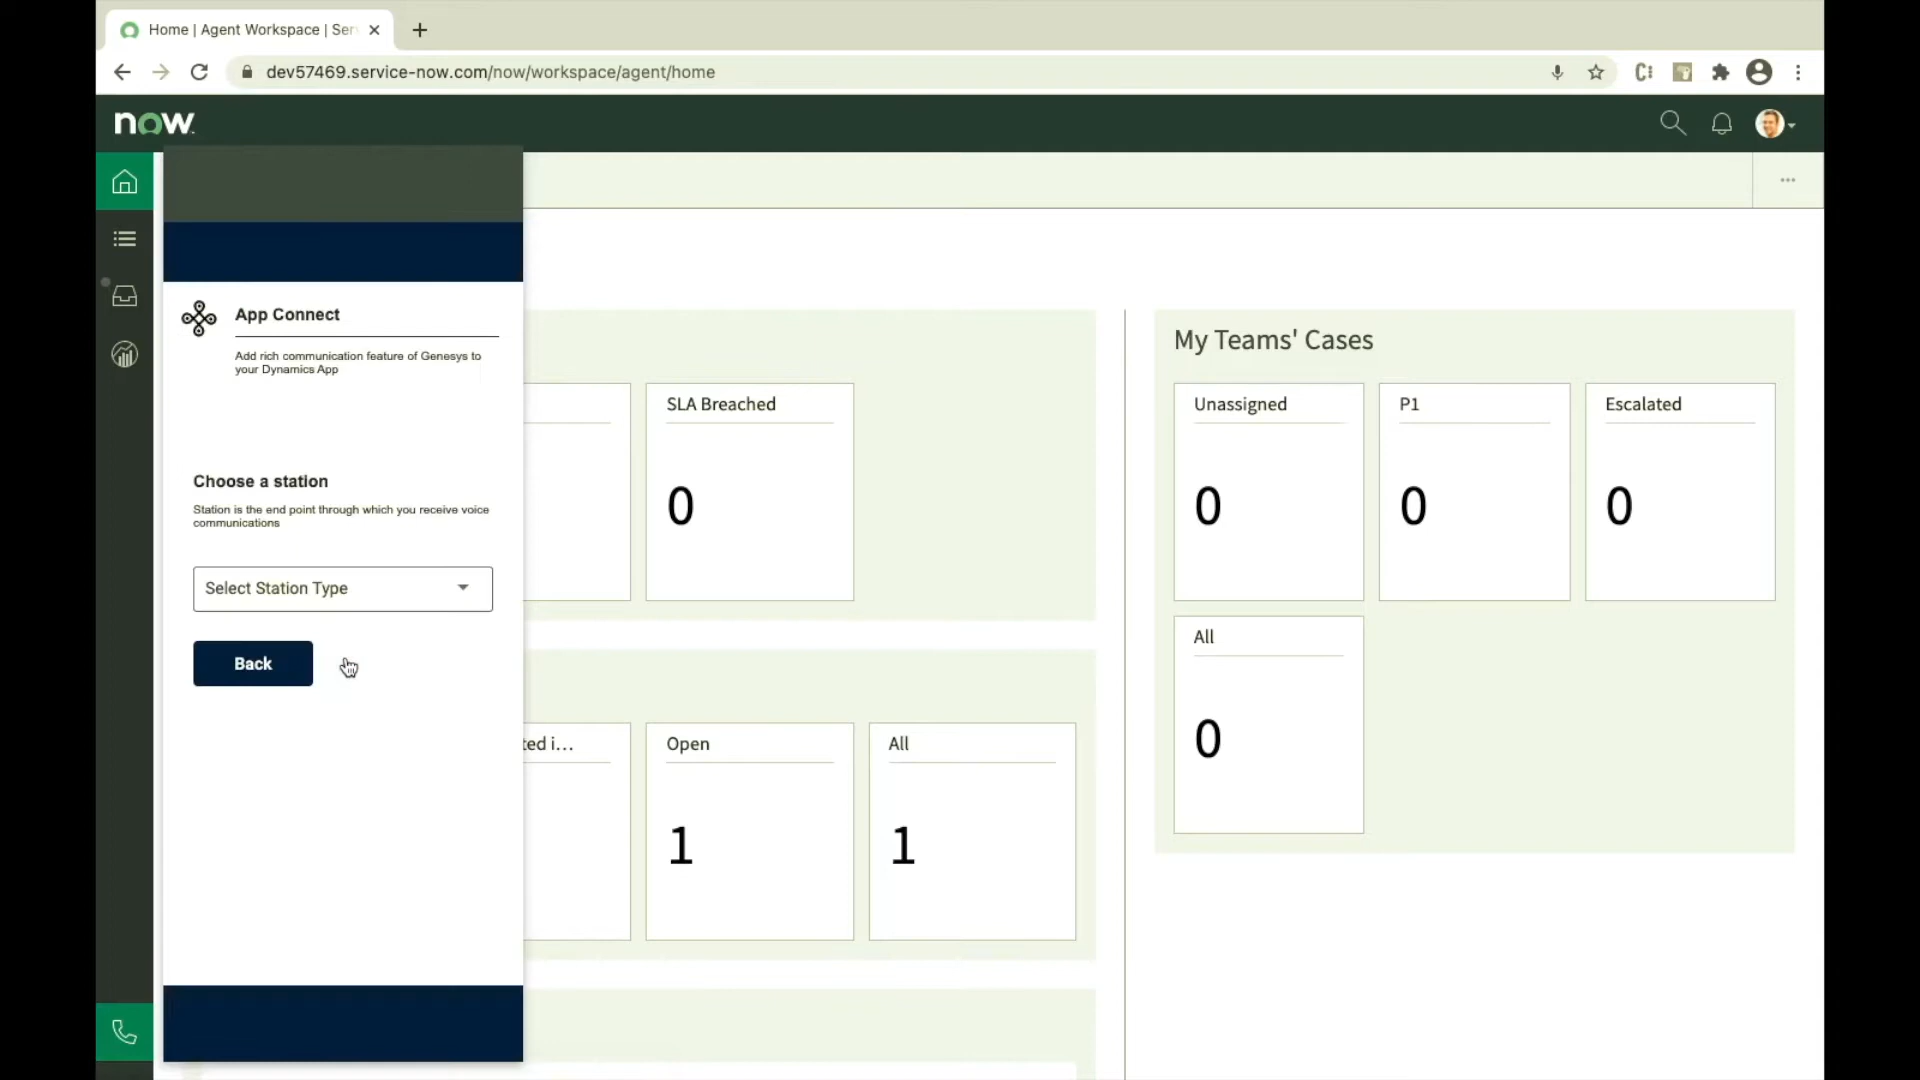 Home | Agent Workspace | Ser
dev57469.service-now.com/now/workspace/agent/home
now
App Connect
Add rich communication feature of Genesys to
your Dynamics App
Choose a station
Station is the end point through which you receive voice
communications
Select Station Type
Back
SLA Breached
0
ted i...
Open
1
All
1
My Teams' Cases
Unassigned
0
P1
0
Escalated
0
All
0